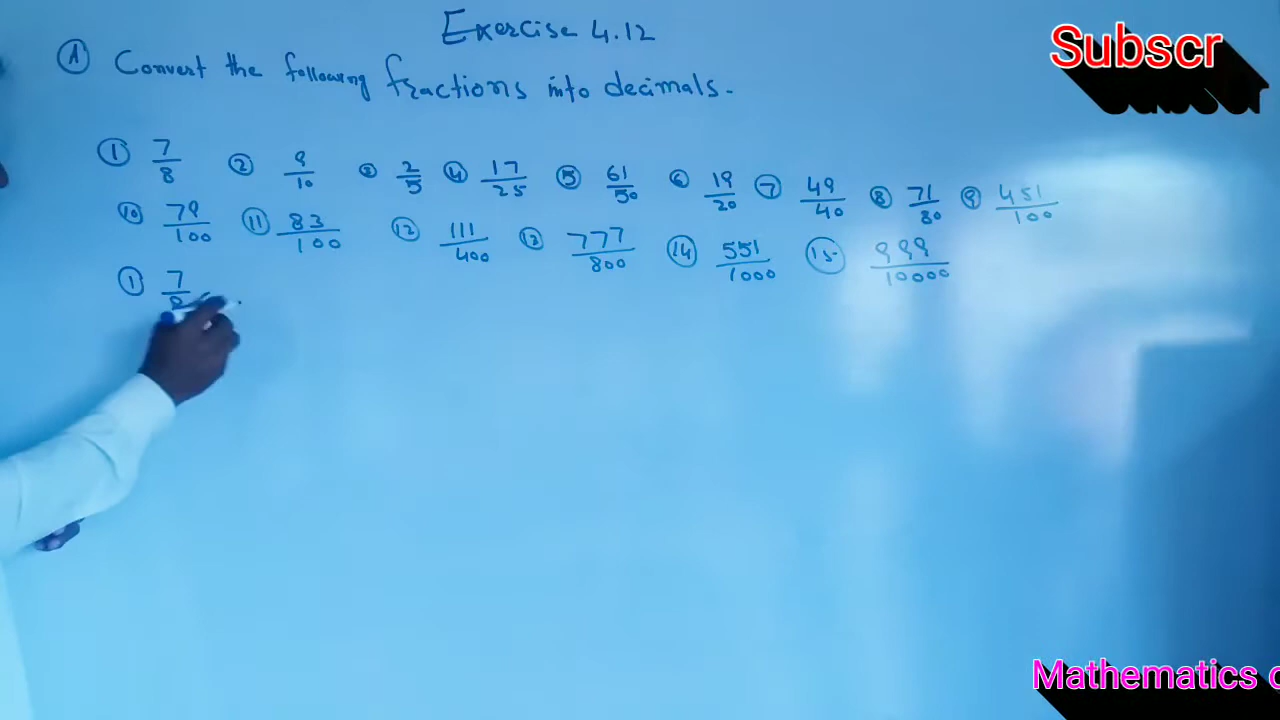 Exercise 4.12
Subscr
Ⓐ Convert the following fractions into decimals.
① 7/8 ② 9/10 ③ 2/5 ④ 17/25 ⑤ 61/50 ⑥ 19/20 ⑦ 49/40 ⑧ 71/80 ⑨ 451/100
⑩ 79/100 ⑪ 83/100 ⑫ 111/400 ⑬ 777/800 ⑭ 551/1000 ⑮ 999/10000
① 7/8
Mathematics